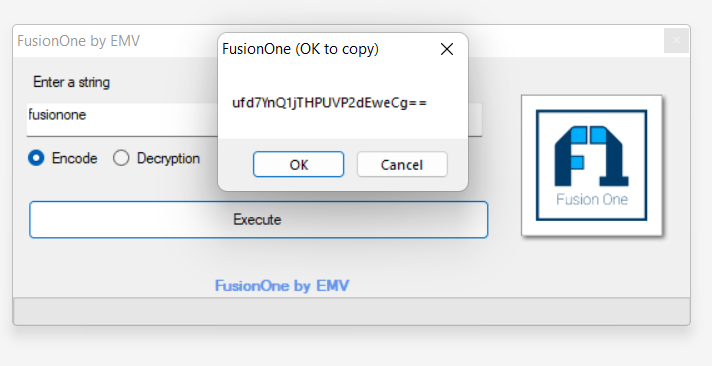 FusionOne by EMV
FusionOne (OK to copy)
Enter a string
fusionone
ufd7YnQ1jTHPUVP2dEweCg==
Encode
Decryption
OK
Cancel
Execute
Fusion One
FusionOne by EMV